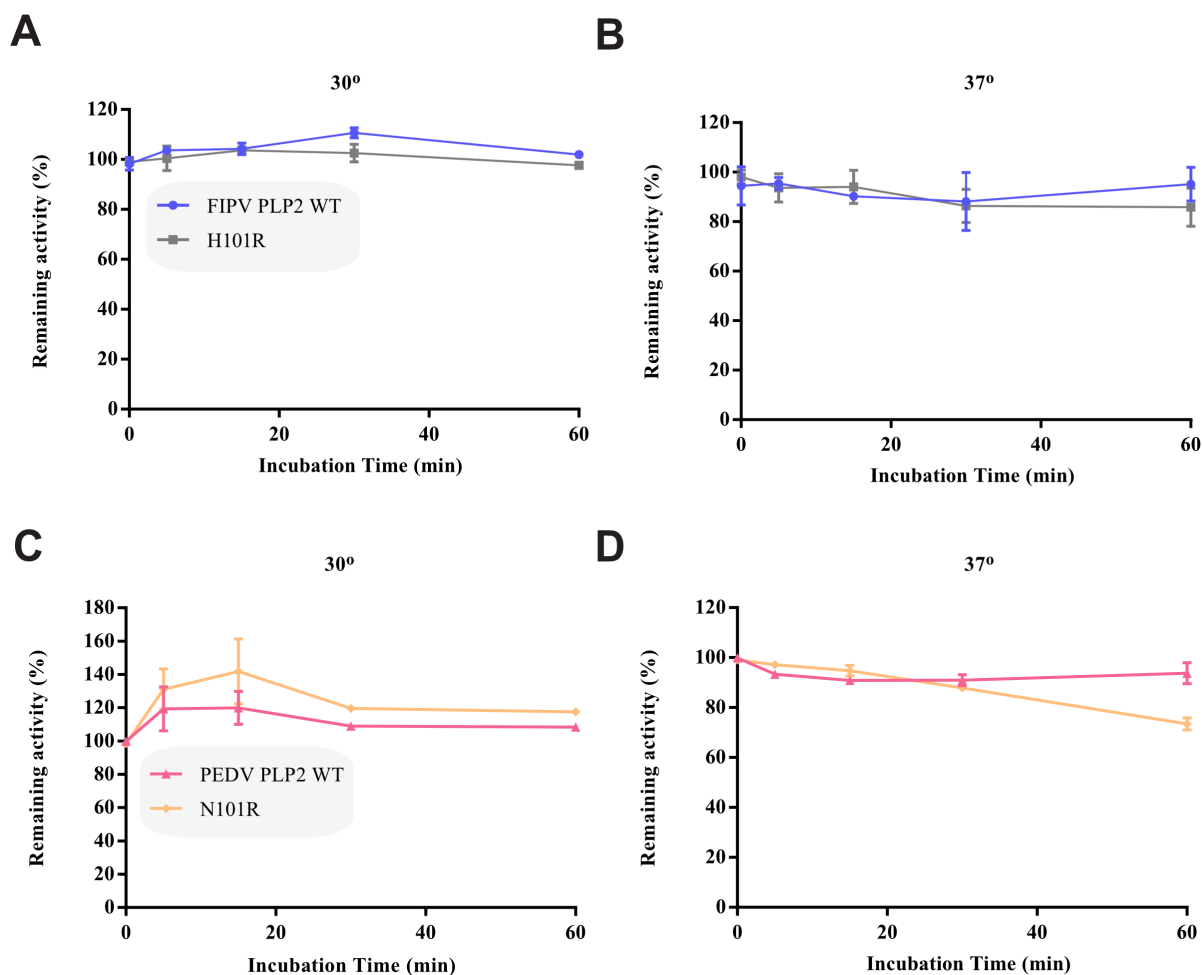 A
30º
Remaining activity (%)
120
100
80
60
40
20
0
FIPV PLP2 WT
H101R
0
20
40
60
Incubation Time (min)
B
37º
Remaining activity (%)
120
100
80
60
40
20
0
0
20
40
60
Incubation Time (min)
C
30º
Remaining activity (%)
180
160
140
120
100
80
60
40
20
0
PEDV PLP2 WT
N101R
0
20
40
60
Incubation Time (min)
D
37º
Remaining activity (%)
120
100
80
60
40
20
0
0
20
40
60
Incubation Time (min)